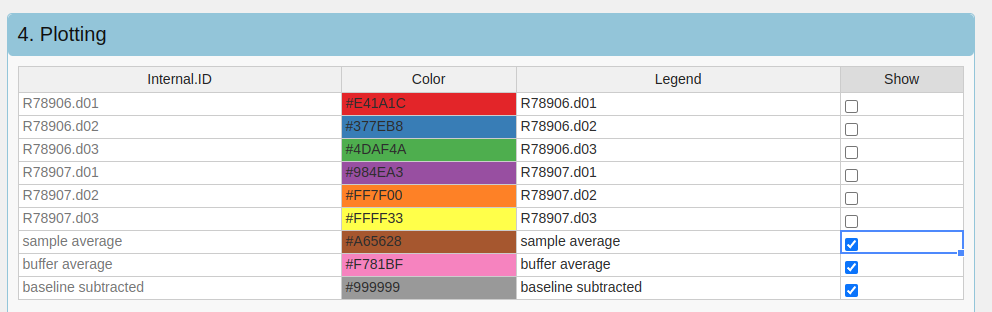 4. Plotting
Internal.ID Color Legend Show
R78906.d01 #E41A1C R78906.d01
R78906.d02 #377EB8 R78906.d02
R78906.d03 #4DAF4A R78906.d03
R78907.d01 #984EA3 R78907.d01
R78907.d02 #FF7F00 R78907.d02
R78907.d03 #FFFF33 R78907.d03
sample average #A65628 sample average
buffer average #F781BF buffer average
baseline subtracted #999999 baseline subtracted